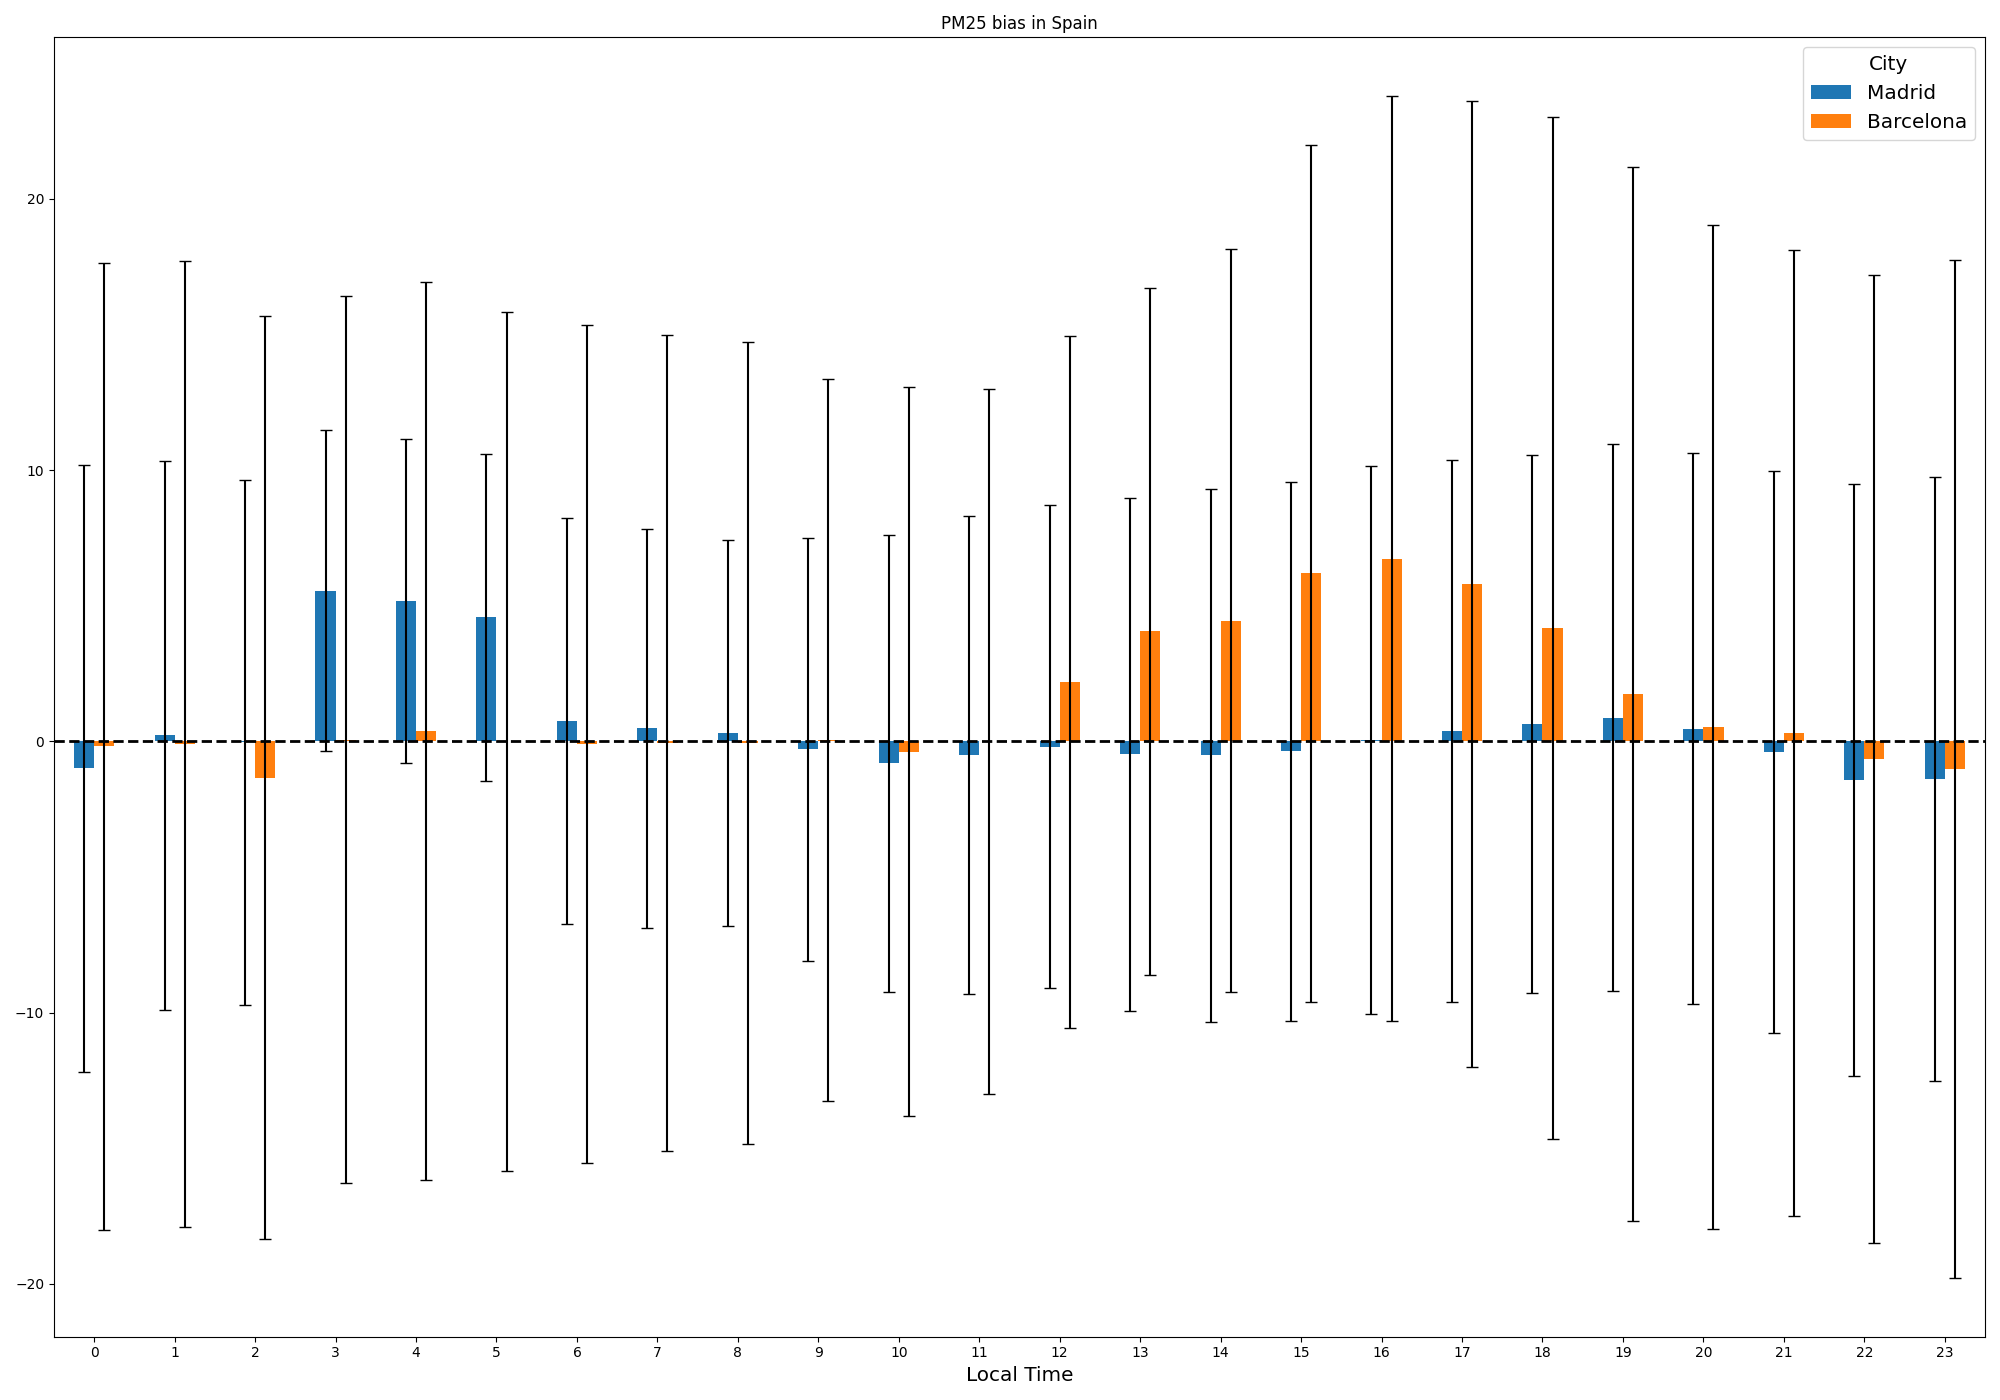 PM25 bias in Spain
City
Madrid
Barcelona
20
10
0
−10
−20
0 1 2 3 4 5 6 7 8 9 10 11 12 13 14 15 16 17 18 19 20 21 22 23
Local Time